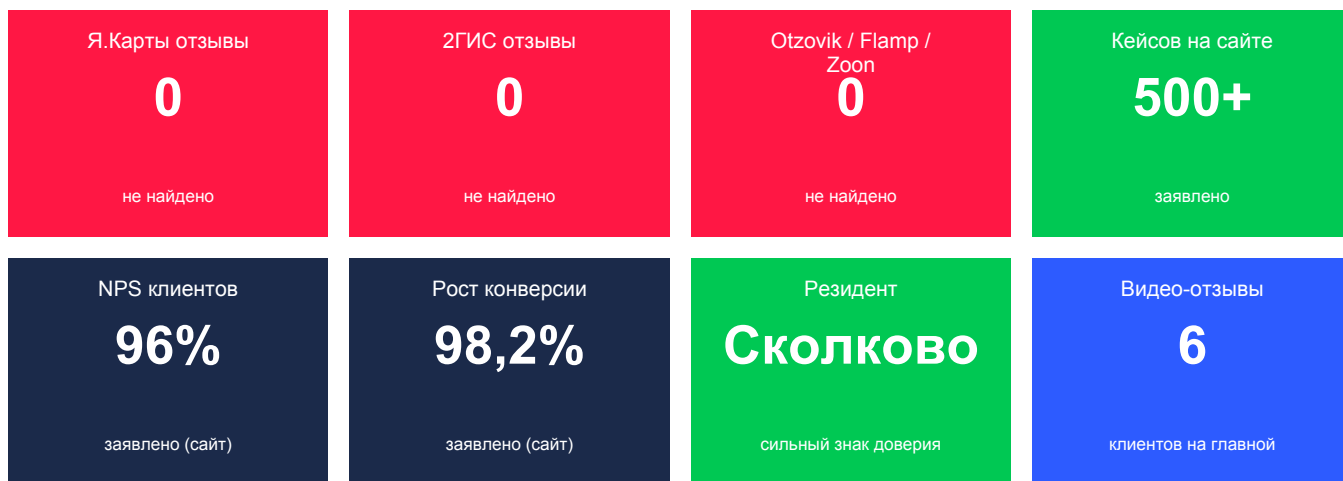 Я.Карты отзывы
0
не найдено
2ГИС отзывы
0
не найдено
Otzovik / Flamp /
Zoon
0
не найдено
Кейсов на сайте
500+
заявлено
NPS клиентов
96%
заявлено (сайт)
Рост конверсии
98,2%
заявлено (сайт)
Резидент
Сколково
сильный знак доверия
Видео-отзывы
6
клиентов на главной